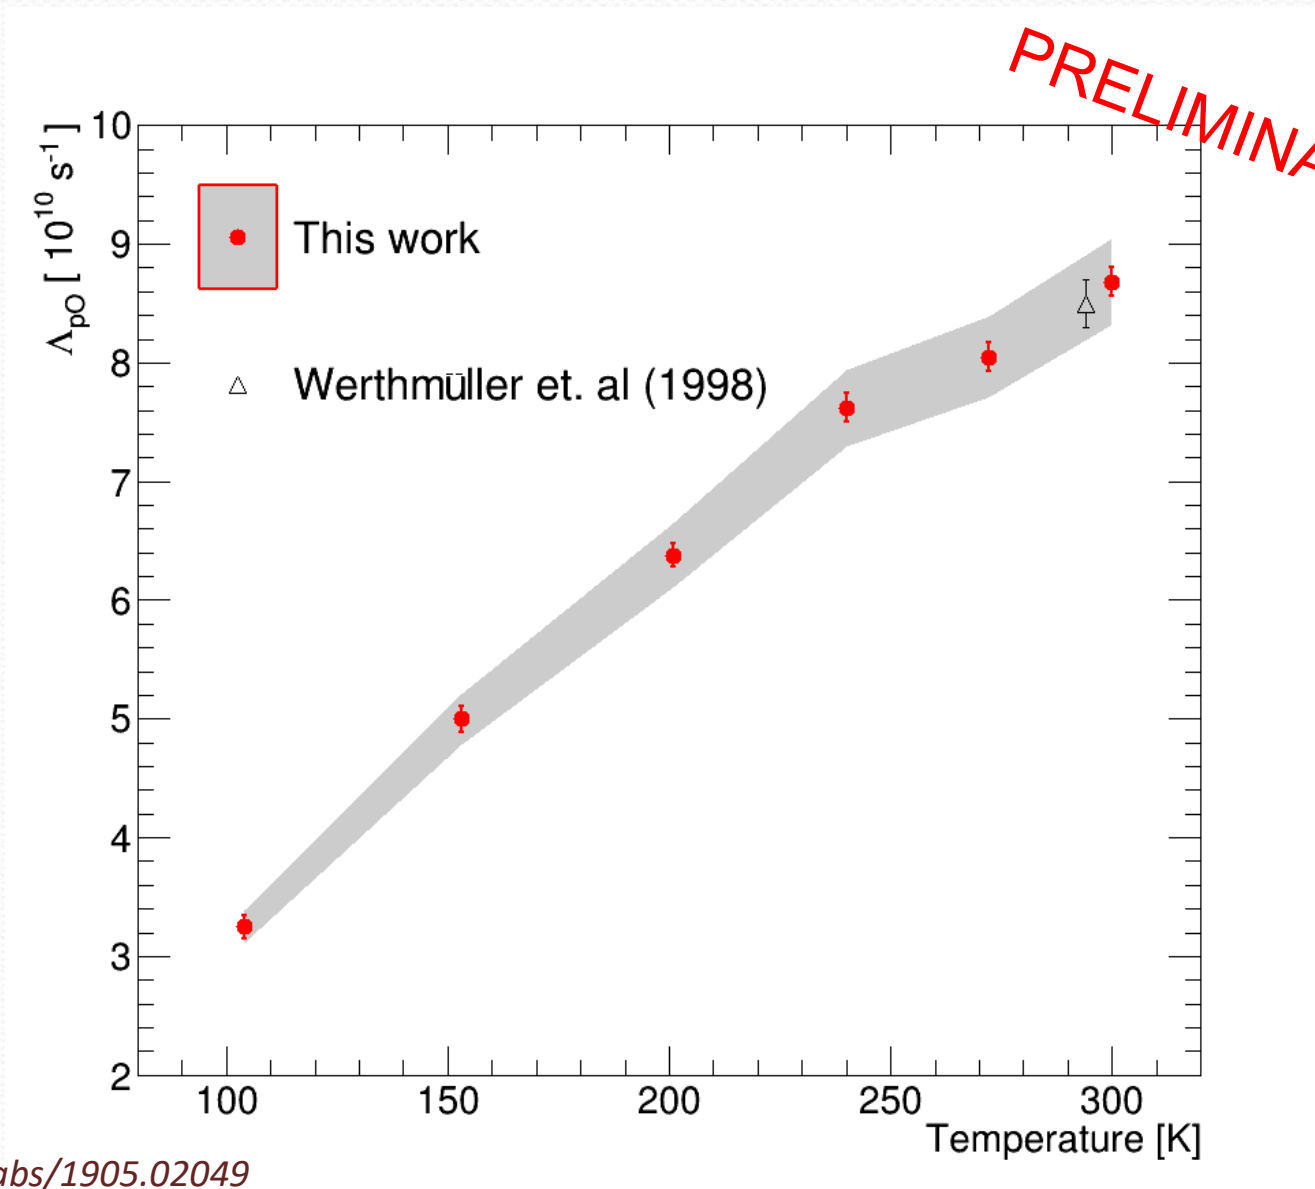 PRELIMINA
ΛpO [ 10^10 s^-1 ]
10
9
8
7
6
5
4
3
2
This work
Werthmüller et. al (1998)
100 150 200 250 300
Temperature [K]
abs/1905.02049